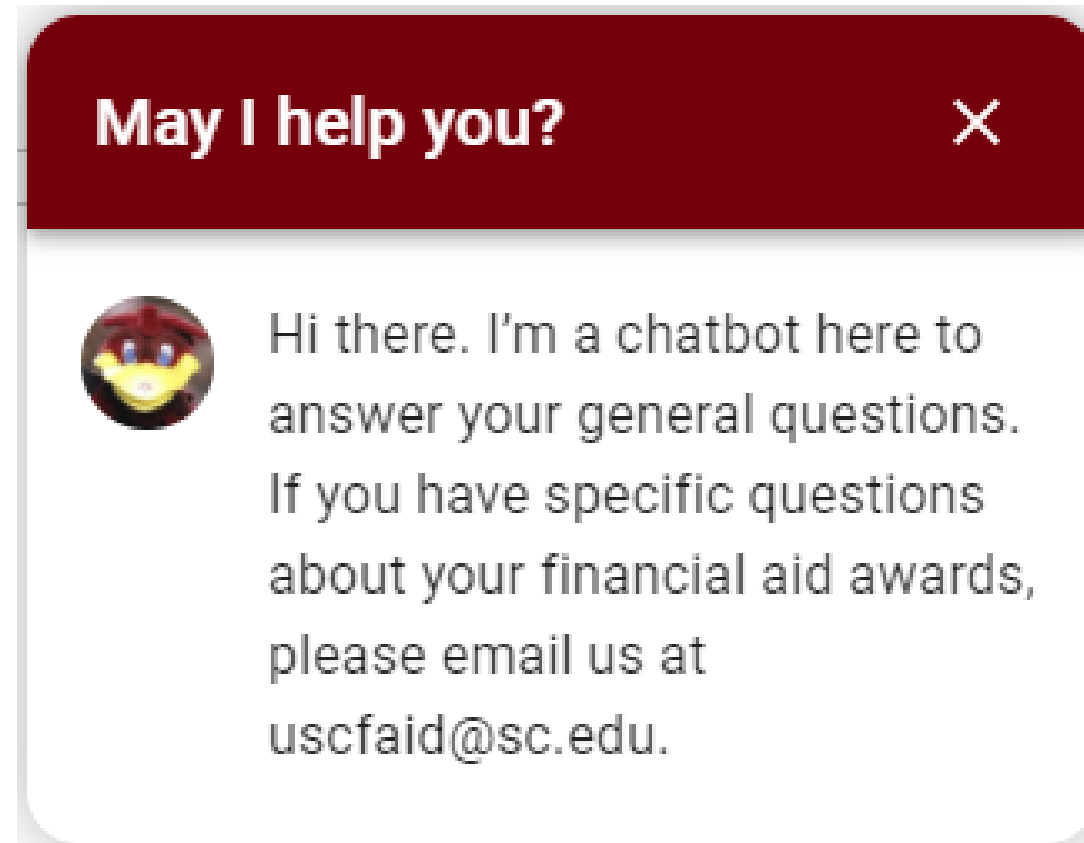 May I help you?
Hi there. I’m a chatbot here to
answer your general questions.
If you have specific questions
about your financial aid awards,
please email us at
uscfaid@sc.edu.